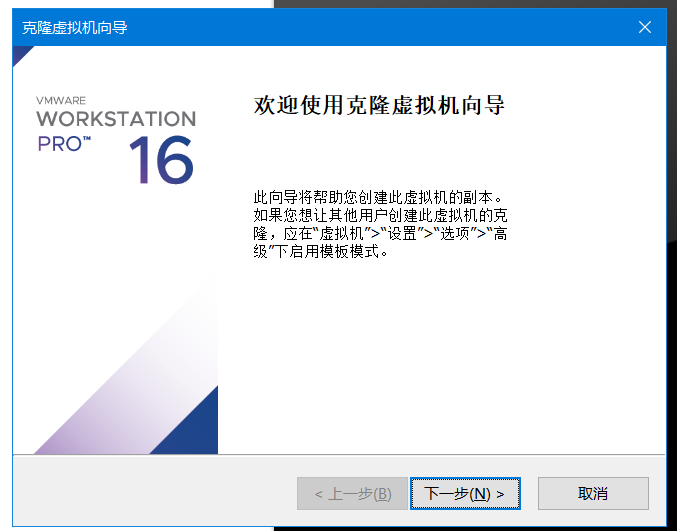 克隆虚拟机向导
VMWARE
WORKSTATION
PRO™ 16
欢迎使用克隆虚拟机向导
此向导将帮助您创建此虚拟机的副本。
如果您想让其他用户创建此虚拟机的克
隆，应在“虚拟机”>“设置”>“选项”>“高
级”下启用模板模式。
< 上一步(B) 下一步(N) > 取消